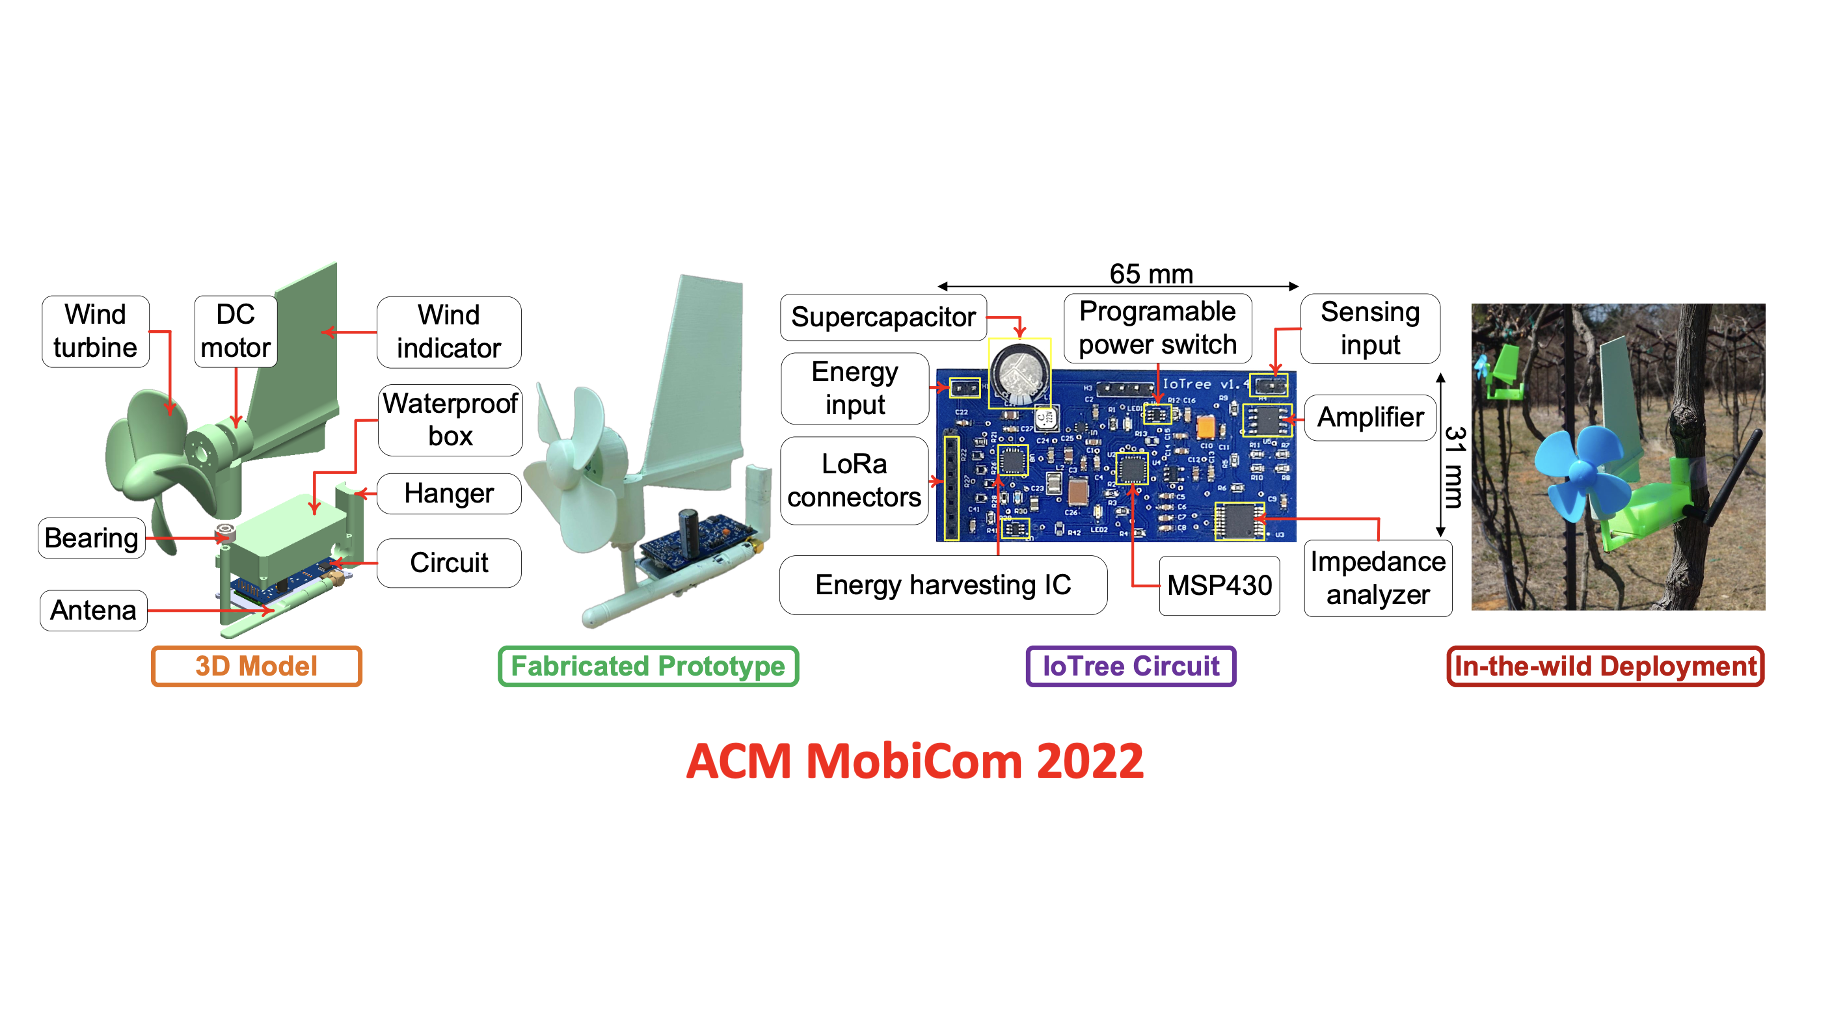 Wind
turbine
DC
motor
Wind
indicator
Waterproof
box
Hanger
Bearing
Circuit
Antena
3D Model
Fabricated Prototype
65 mm
Supercapacitor
Programable
power switch
Sensing
input
Energy
input
IoTree v1.4
Amplifier
31 mm
LoRa
connectors
Energy harvesting IC
MSP430
Impedance
analyzer
IoTree Circuit
In-the-wild Deployment
ACM MobiCom 2022